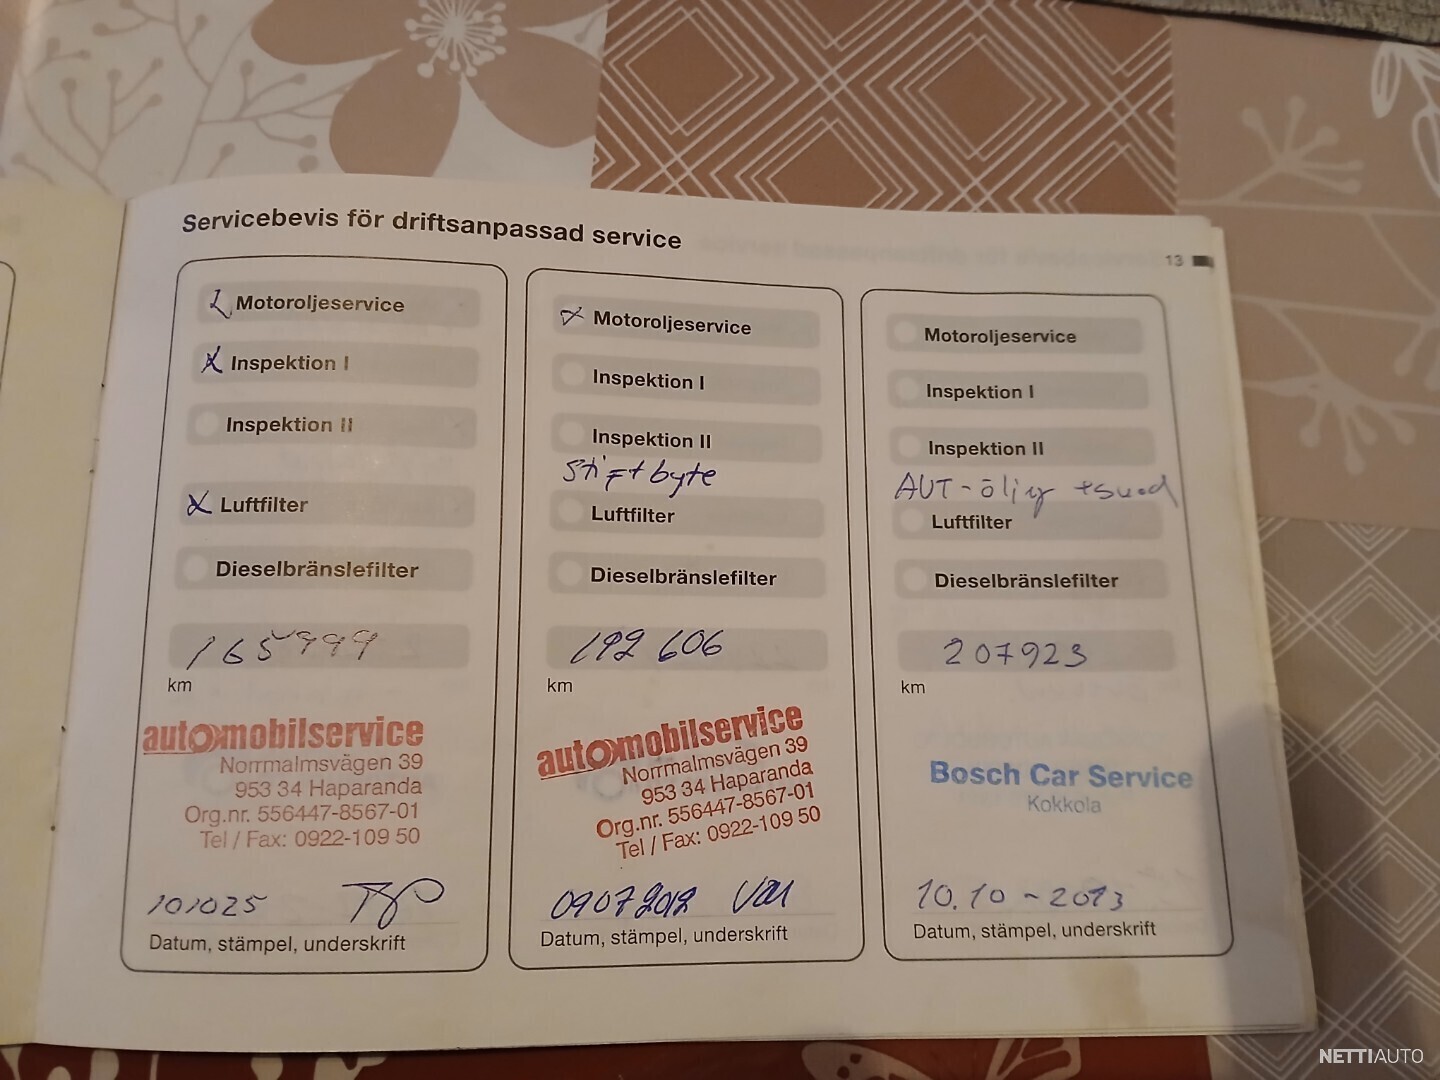 Servicebevis för driftsanpassad service
13
Motoroljeservice
Inspektion I
Inspektion II
Luftfilter
Dieselbränslefilter
165999
km
automobilservice
Norrmalmsvägen 39
953 34 Haparanda
Org.nr. 556447-8567-01
Tel / Fax: 0922-109 50
101025
Datum, stämpel, underskrift
Motoroljeservice
Inspektion I
Inspektion II
Stiftbyte
Luftfilter
Dieselbränslefilter
192 606
km
automobilservice
Norrmalmsvägen 39
953 34 Haparanda
Org.nr. 556447-8567-01
Tel / Fax: 0922-109 50
09072012
Datum, stämpel, underskrift
Motoroljeservice
Inspektion I
Inspektion II
AUT-öljy +suod
Luftfilter
Dieselbränslefilter
207923
km
Bosch Car Service
Kokkola
10.10-2013
Datum, stämpel, underskrift
NETTIAUTO